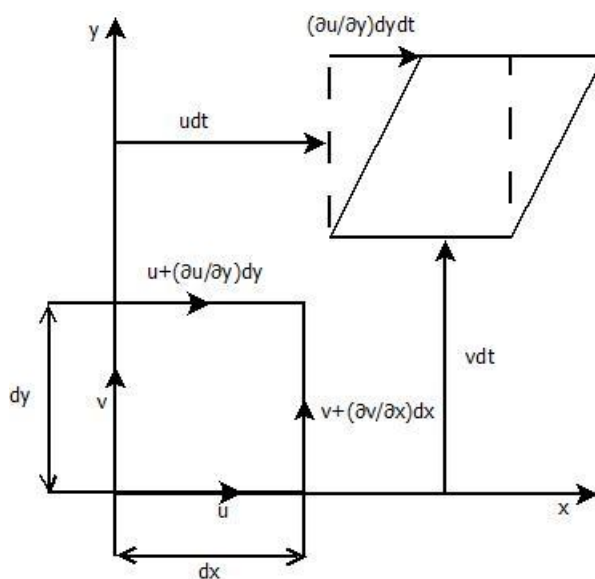 y
(∂u/∂y)dydt
udt
u+(∂u/∂y)dy
vdt
dy
v
v+(∂v/∂x)dx
u
x
dx